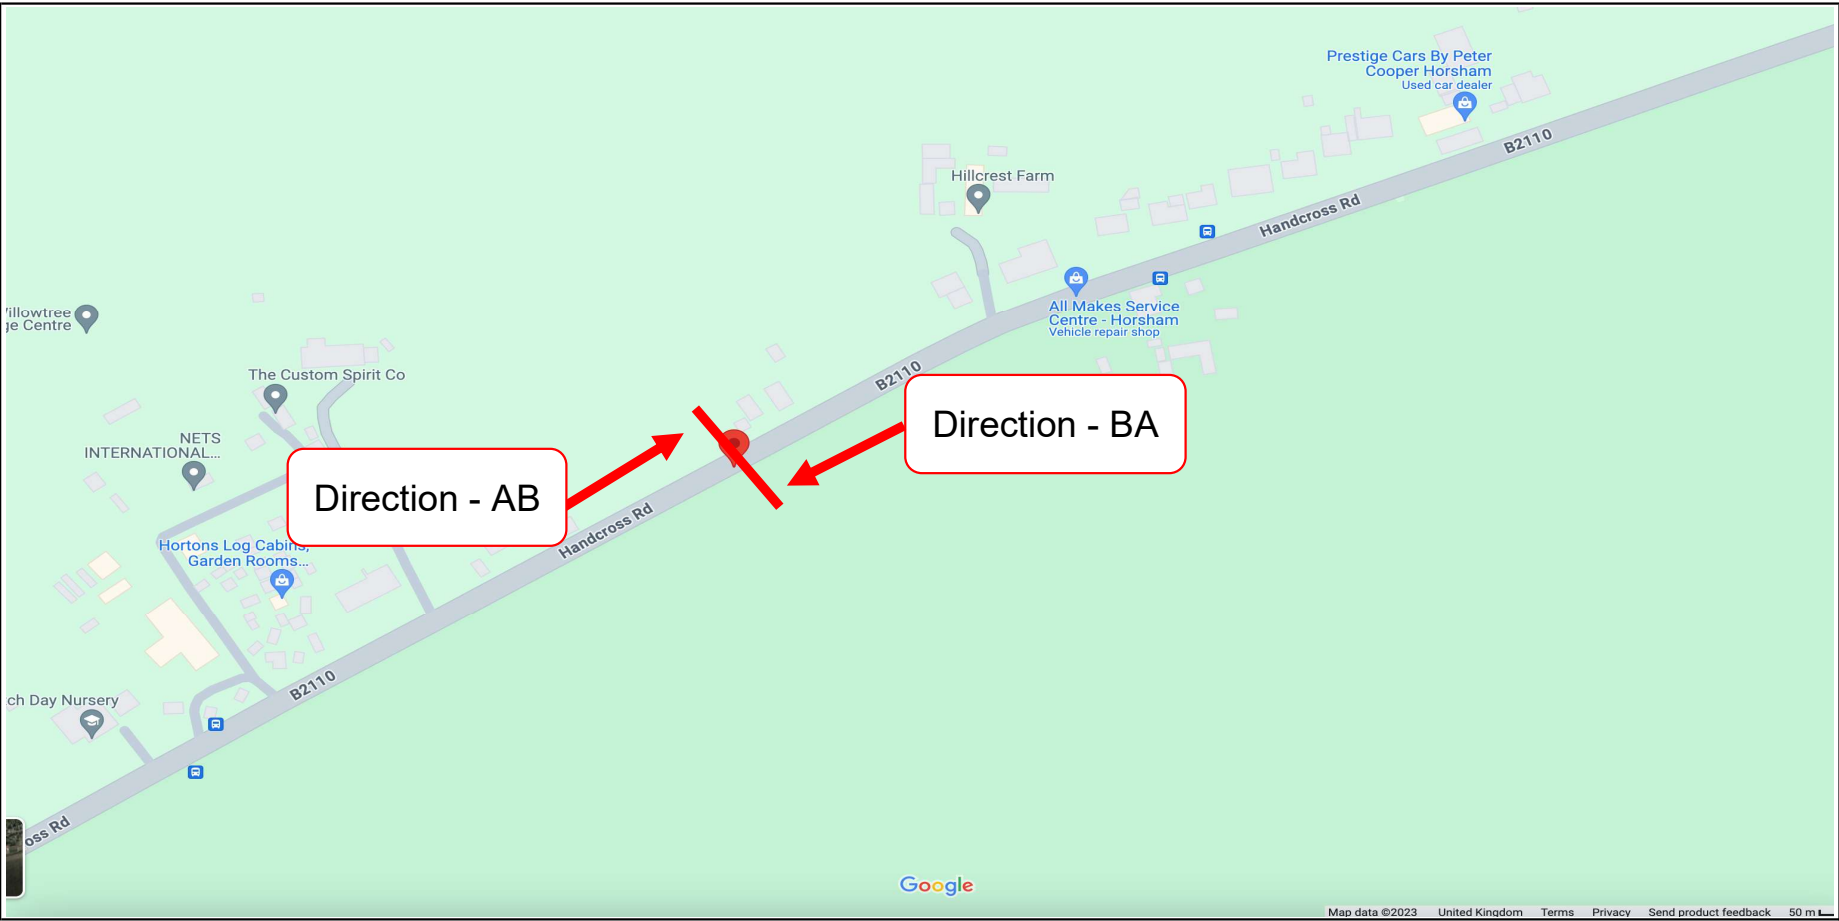 Prestige Cars By Peter
Cooper Horsham
Used car dealer
B2110
Hillcrest Farm
Handcross Rd
All Makes Service
Centre - Horsham
Vehicle repair shop
illowtree
ge Centre
The Custom Spirit Co
B2110
Direction - BA
NETS
INTERNATIONAL...
Direction - AB
Handcross Rd
Hortons Log Cabins,
Garden Rooms...
B2110
ch Day Nursery
oss Rd
Google
Map data ©2023 United Kingdom Terms Privacy Send product feedback 50 m